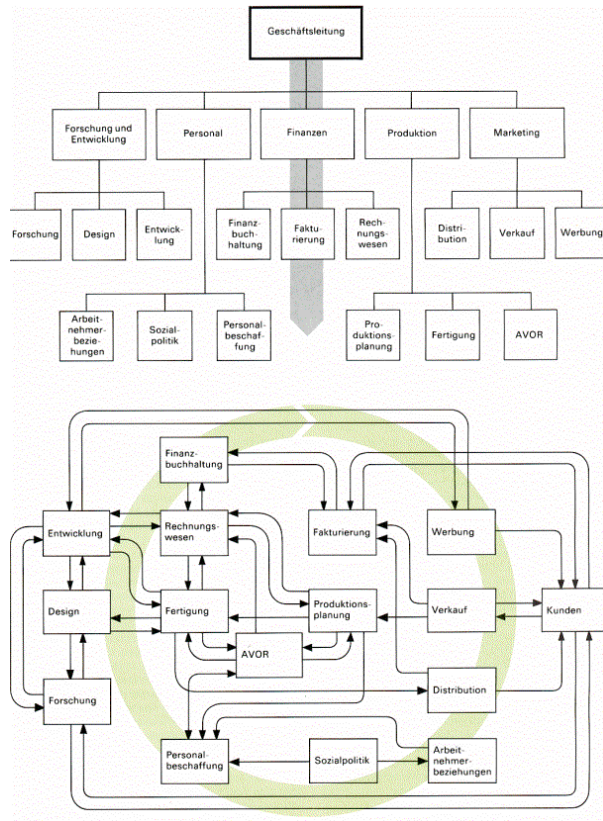 Geschäftsleitung
Forschung und
Entwicklung
Personal
Finanzen
Produktion
Marketing
Forschung
Design
Entwick-
lung
Finanz-
buch-
haltung
Faktu-
rierung
Rech-
nungs-
wesen
Distri-
bution
Verkauf
Werbung
Arbeit-
nehmer-
beziehungen
Sozial-
politik
Personal-
beschaf-
fung
Pro-
duktions-
planung
Fertigung
AVOR
Finanz-
buchhaltung
Entwicklung
Rechnungs-
wesen
Fakturierung
Werbung
Design
Fertigung
Produktions-
planung
Verkauf
Kunden
AVOR
Forschung
Distribution
Personal-
beschaffung
Sozialpolitik
Arbeit-
nehmer-
beziehungen